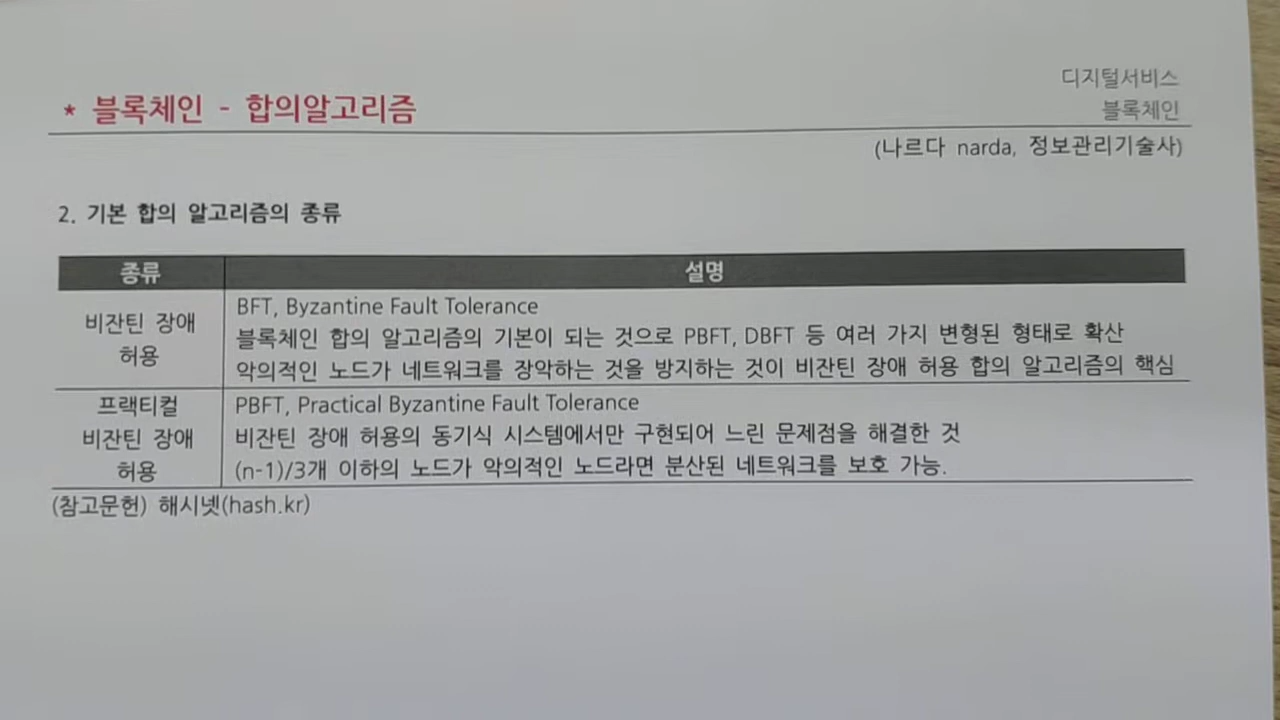 디지털서비스
* 블록체인 - 합의알고리즘
블록체인
(나르다 narda, 정보관리기술사)
2. 기본 합의 알고리즘의 종류
종류
설명
비잔틴 장애
허용
BFT, Byzantine Fault Tolerance
블록체인 합의 알고리즘의 기본이 되는 것으로 PBFT, DBFT 등 여러 가지 변형된 형태로 확산
악의적인 노드가 네트워크를 장악하는 것을 방지하는 것이 비잔틴 장애 허용 합의 알고리즘의 핵심
프랙티컬
비잔틴 장애
허용
PBFT, Practical Byzantine Fault Tolerance
비잔틴 장애 허용의 동기식 시스템에서만 구현되어 느린 문제점을 해결한 것
(n-1)/3개 이하의 노드가 악의적인 노드라면 분산된 네트워크를 보호 가능.
(참고문헌) 해시넷(hash.kr)